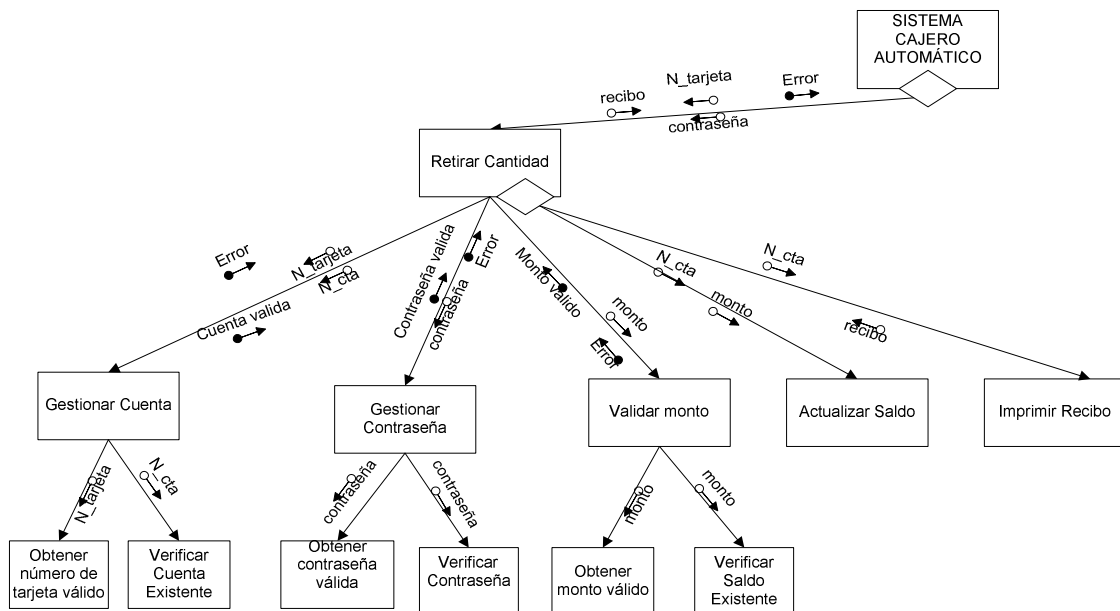 SISTEMA
CAJERO
AUTOMÁTICO
N_tarjeta
Error
recibo
contraseña
Retirar Cantidad
Error
N_tarjeta
N_cta
Cuenta valida
Contraseña valida
contraseña
Error
Monto valido
monto
Error
N_cta
monto
N_cta
recibo
Gestionar Cuenta
Gestionar
Contraseña
Validar monto
Actualizar Saldo
Imprimir Recibo
N_tarjeta
N_cta
contraseña
contraseña
monto
monto
Obtener
número de
tarjeta válido
Verificar
Cuenta
Existente
Obtener
contraseña
válida
Verificar
Contraseña
Obtener
monto válido
Verificar
Saldo
Existente